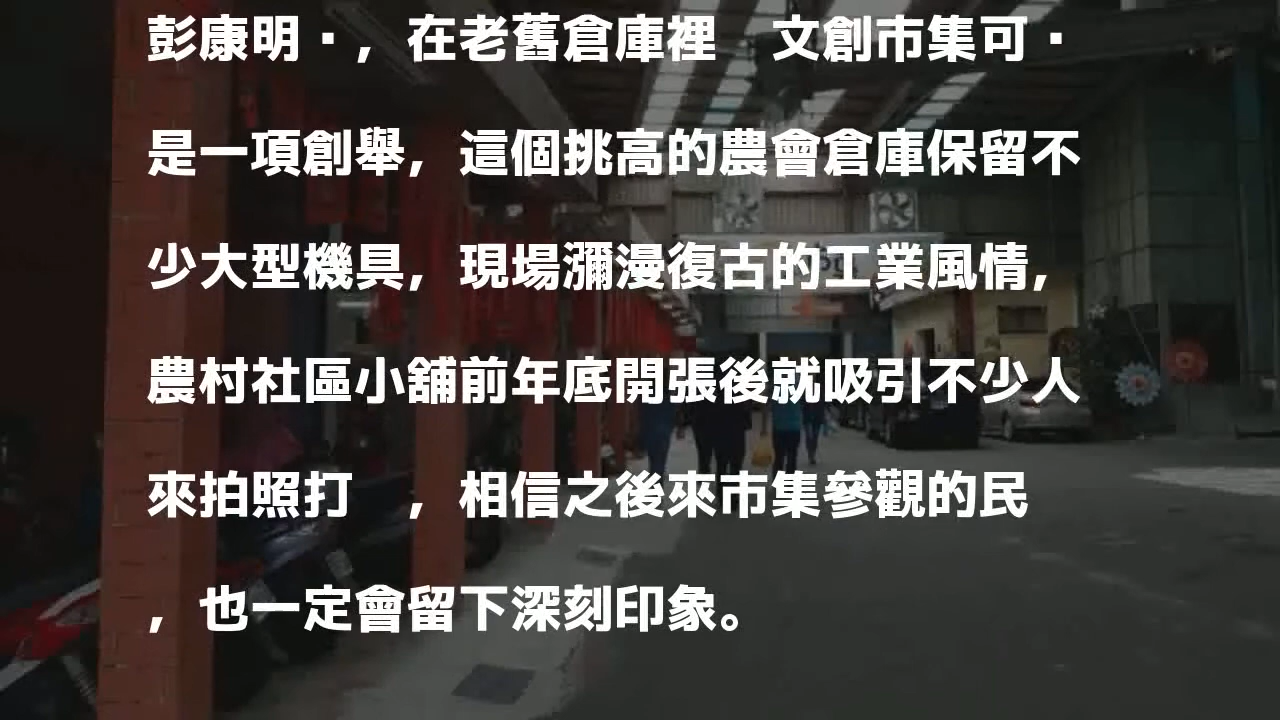 彭康明·，在老舊倉庫裡　文創市集可·
是一項創舉，這個挑高的農會倉庫保留不
少大型機具，現場瀰漫復古的工業風情，
農村社區小舖前年底開張後就吸引不少人
來拍照打　，相信之後來市集參觀的民
，也一定會留下深刻印象。